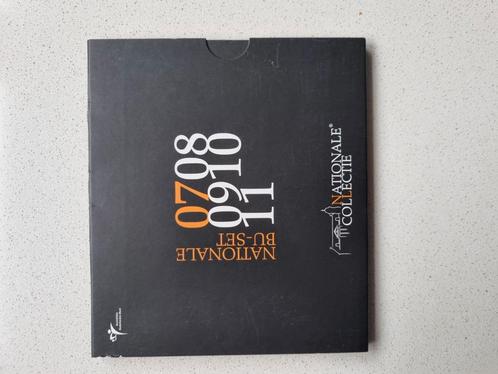 NATIONALE
BU-SET
0708
0910
11
NATIONALE®
COLLECTIE